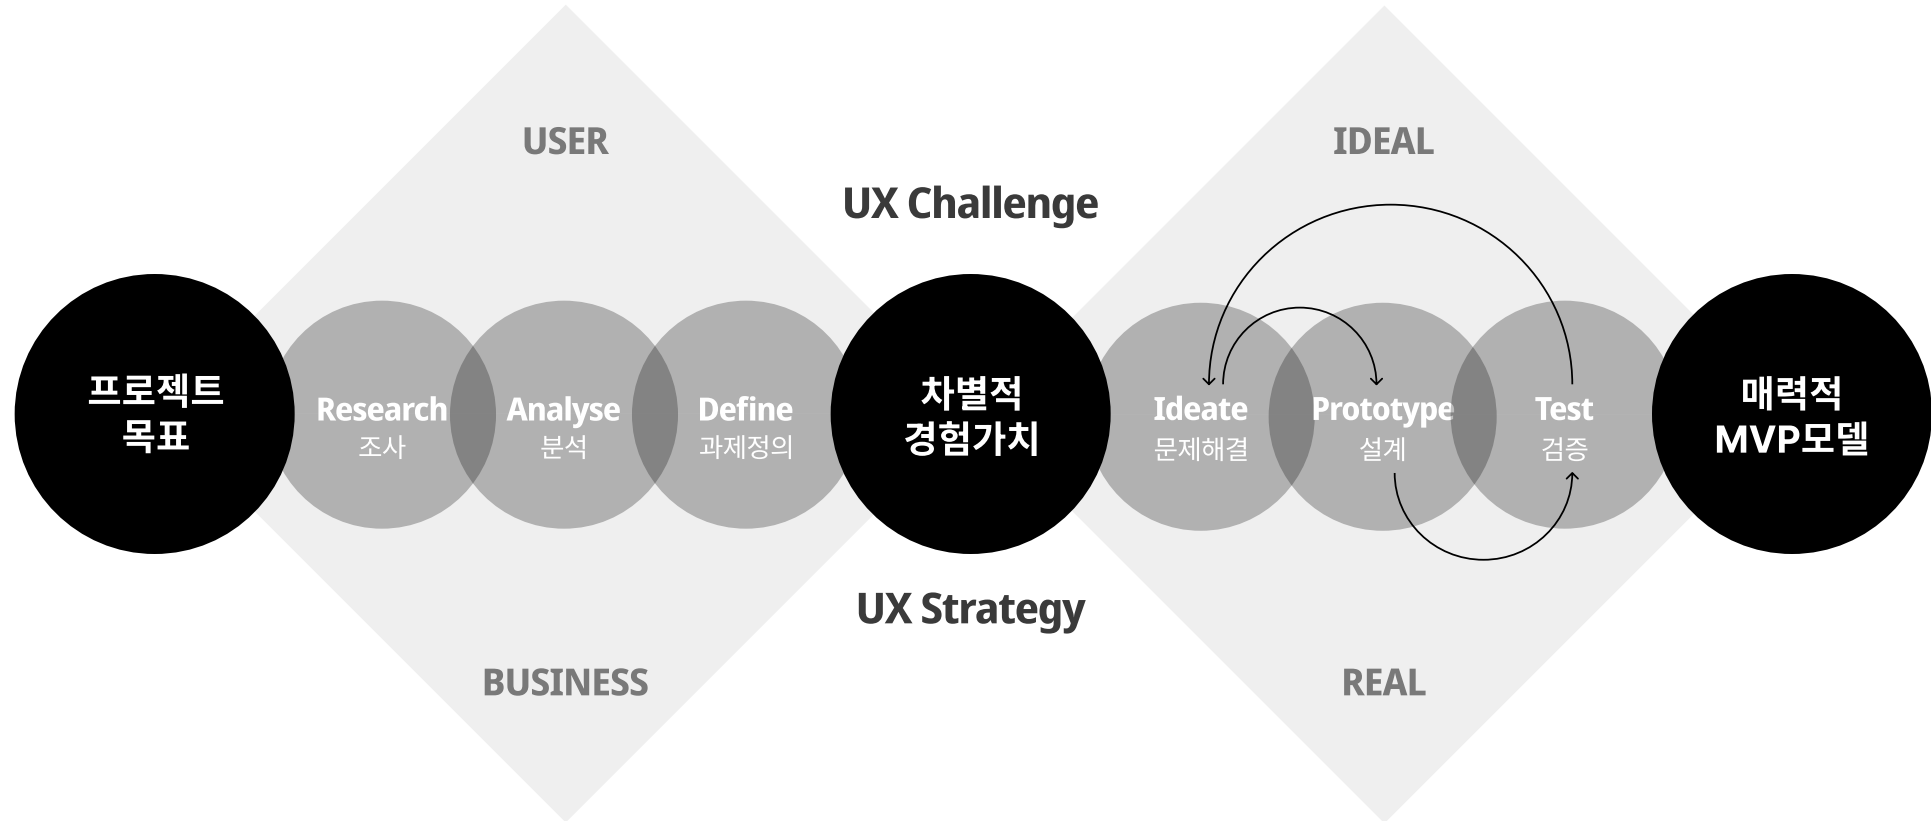 USER
IDEAL
UX Challenge
프로젝트
목표
Research
조사
Analyse
분석
Define
과제정의
차별적
경험가치
Ideate
문제해결
Prototype
설계
Test
검증
매력적
MVP모델
UX Strategy
BUSINESS
REAL